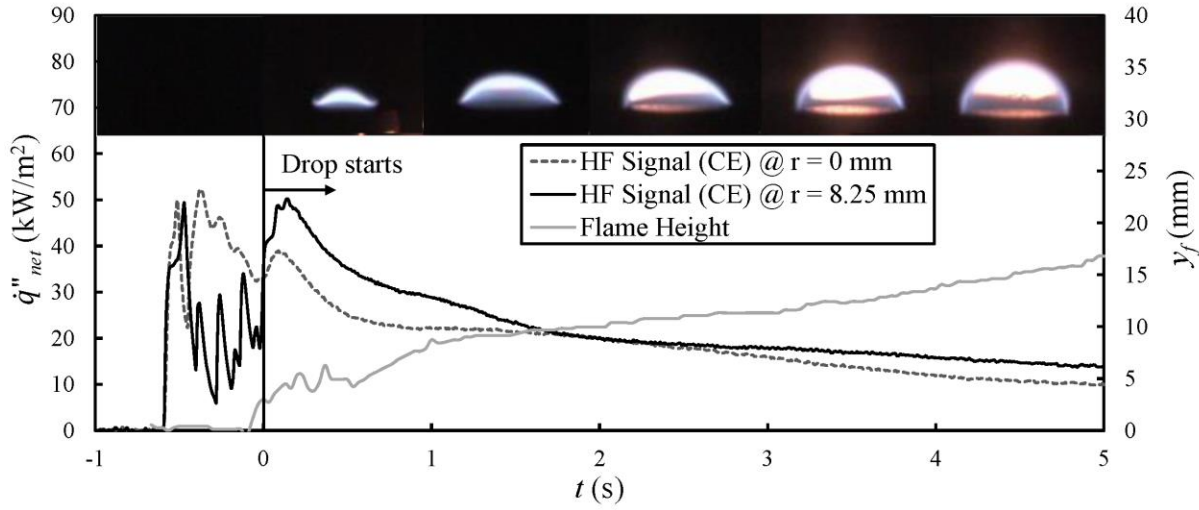 90
80
70
60
50
40
30
20
10
0
q̇"net (kW/m²)
Drop starts
HF Signal (CE) @ r = 0 mm
HF Signal (CE) @ r = 8.25 mm
Flame Height
40
35
30
25
20
15
10
5
0
yf (mm)
-1 0 1 2 3 4 5
t (s)